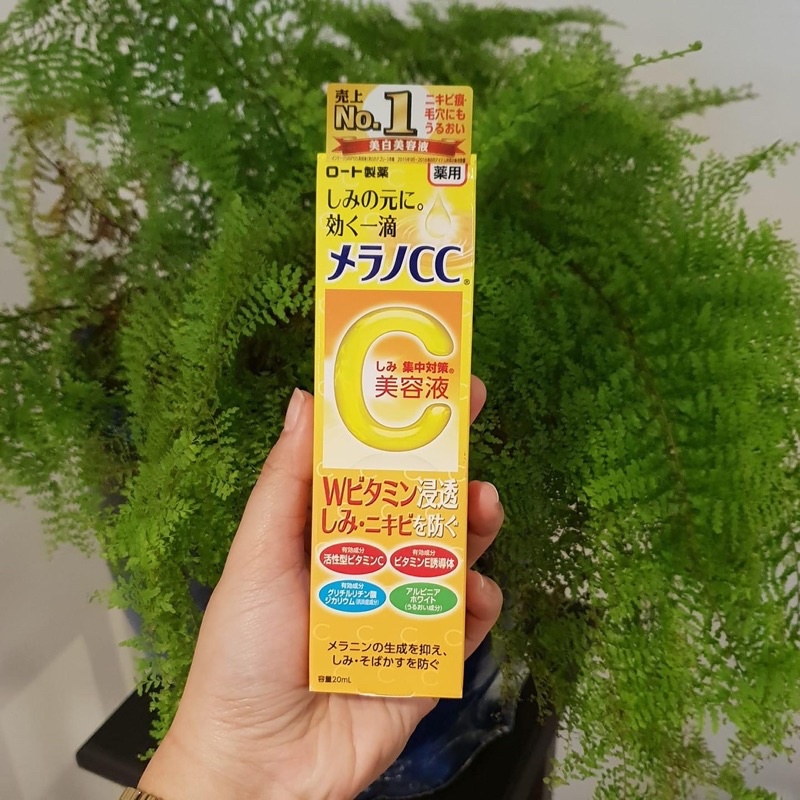 売上
No.1
ニキビ痕・
毛穴にも
うるおい
美白美容液
ロート製薬
薬用
しみの元に。
効く一滴
メラノCC®
C
しみ 集中対策®
美容液
Wビタミン浸透
しみ・ニキビを防ぐ
有効成分
活性型ビタミンC
有効成分
ビタミンE誘導体
有効成分
グリチルリチン酸
ジカリウム(抗炎症成分)
アルピニア
ホワイト
(うるおい成分)
メラニンの生成を抑え、
しみ・そばかすを防ぐ
容量20mL